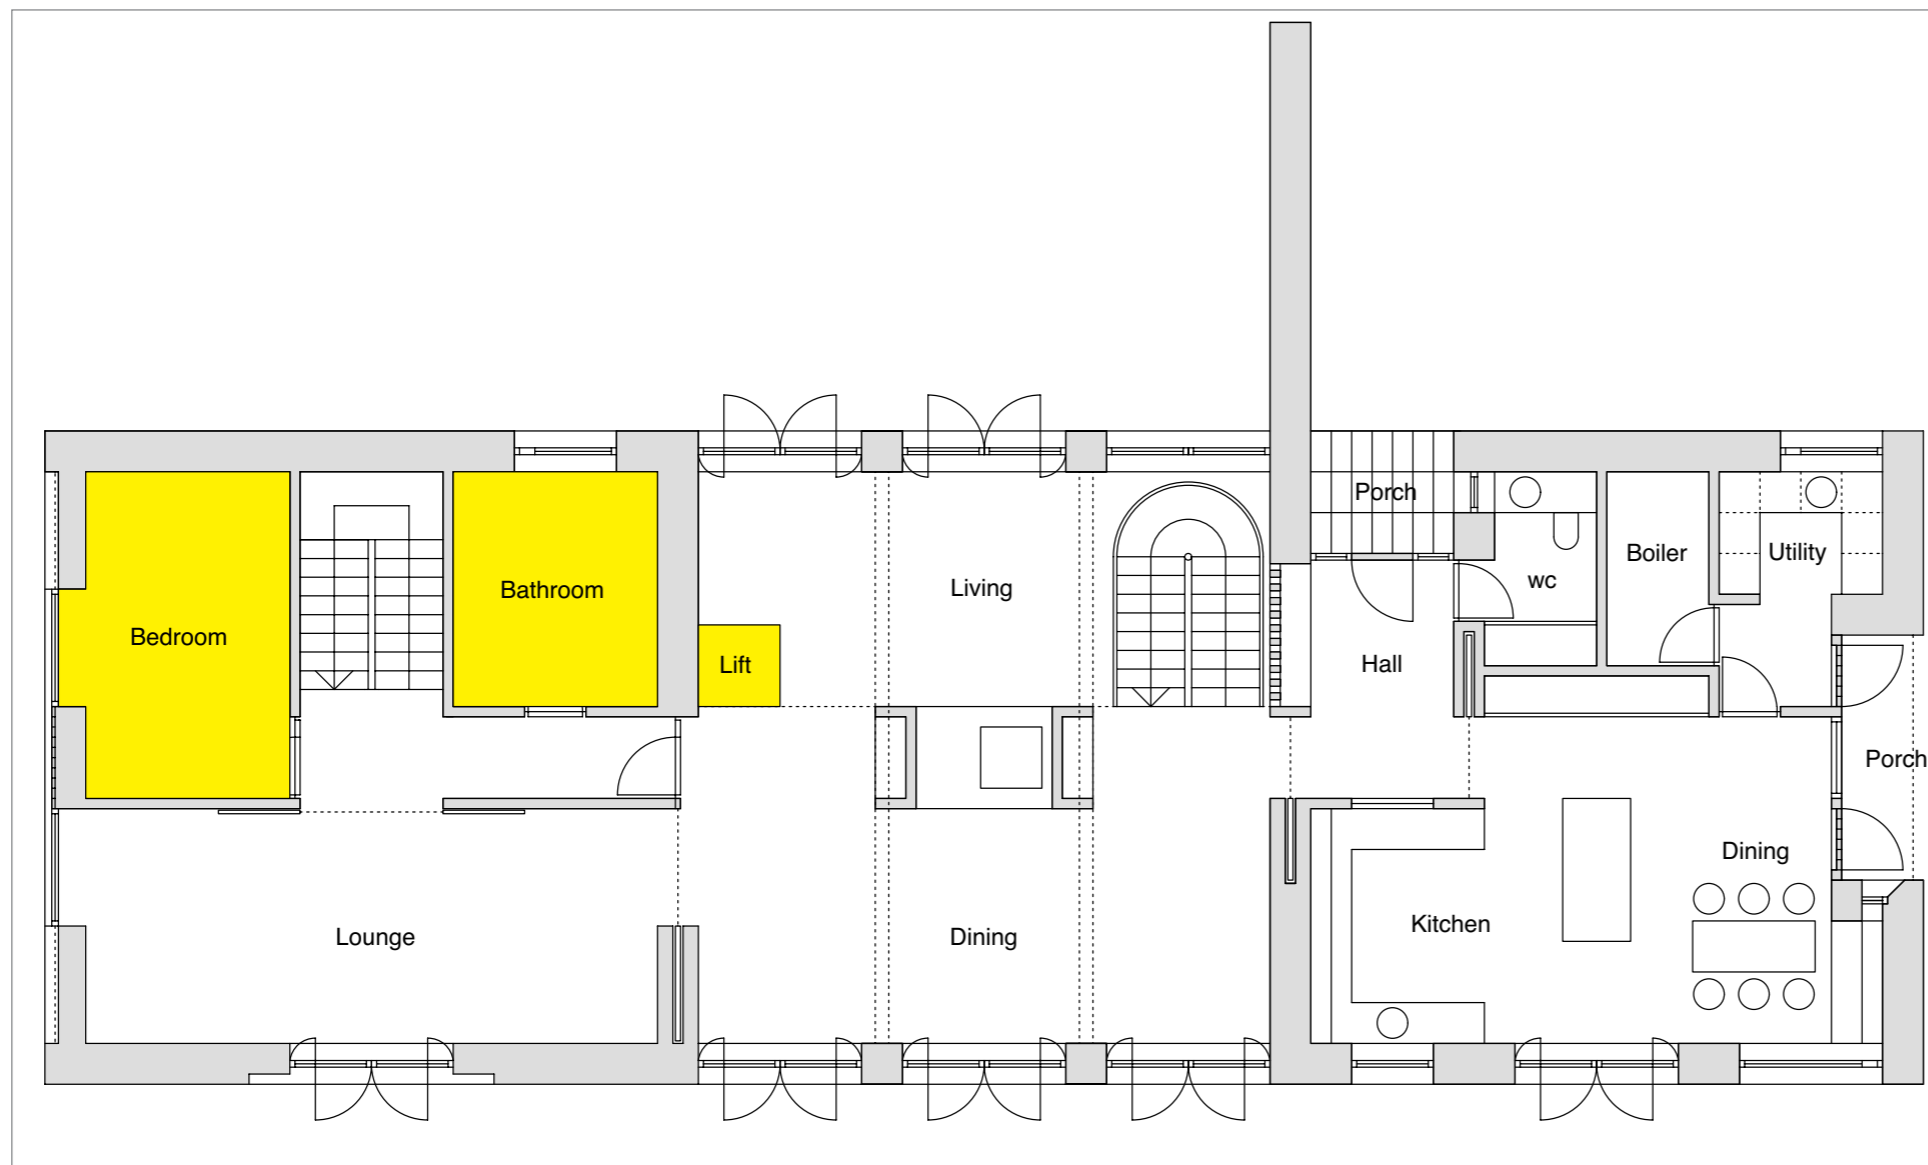 Porch
Boiler
Utility
wc
Living
Bathroom
Bedroom
Lift
Hall
Porch
Dining
Kitchen
Lounge
Dining